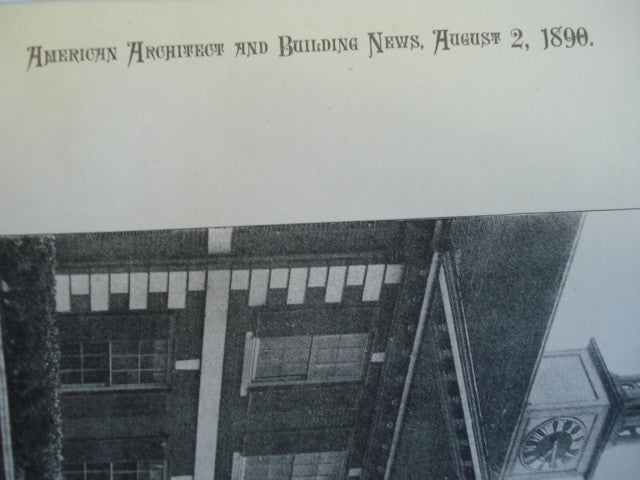 American Architect and Building News, August 2, 1890.